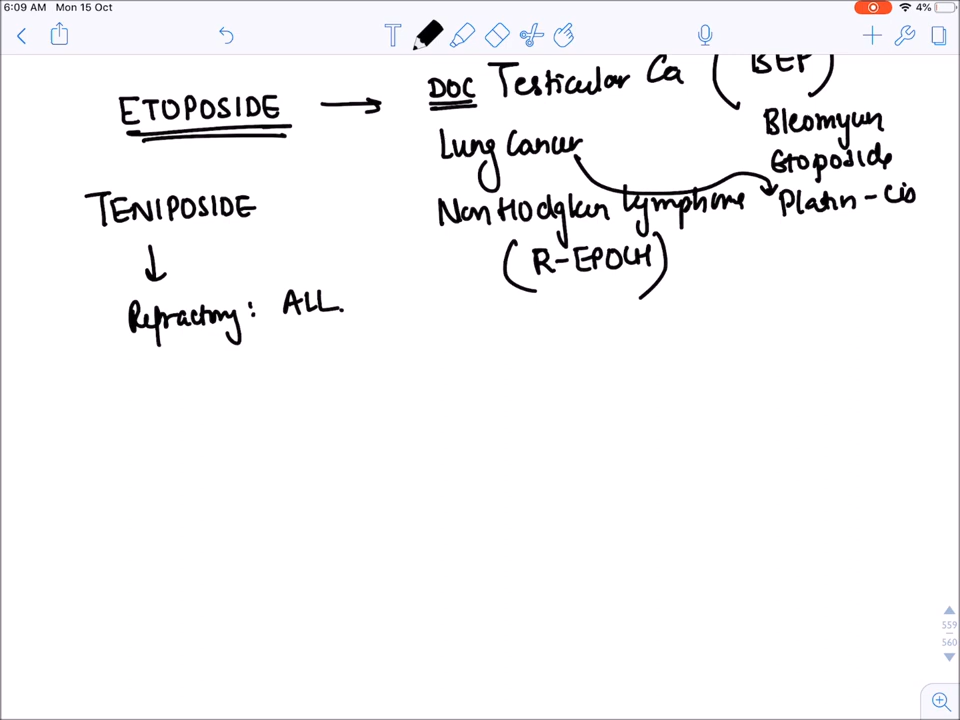 6:09 AM Mon 15 Oct 4%
T
DOC Testicular Ca (BEP)
ETOPOSIDE → Bleomycin
Lung Cancer Etoposide
TENIPOSIDE Non Hodgkin Lymphoma Platin - Cis
(R-EPOCH)
Refractory: ALL.
559
560